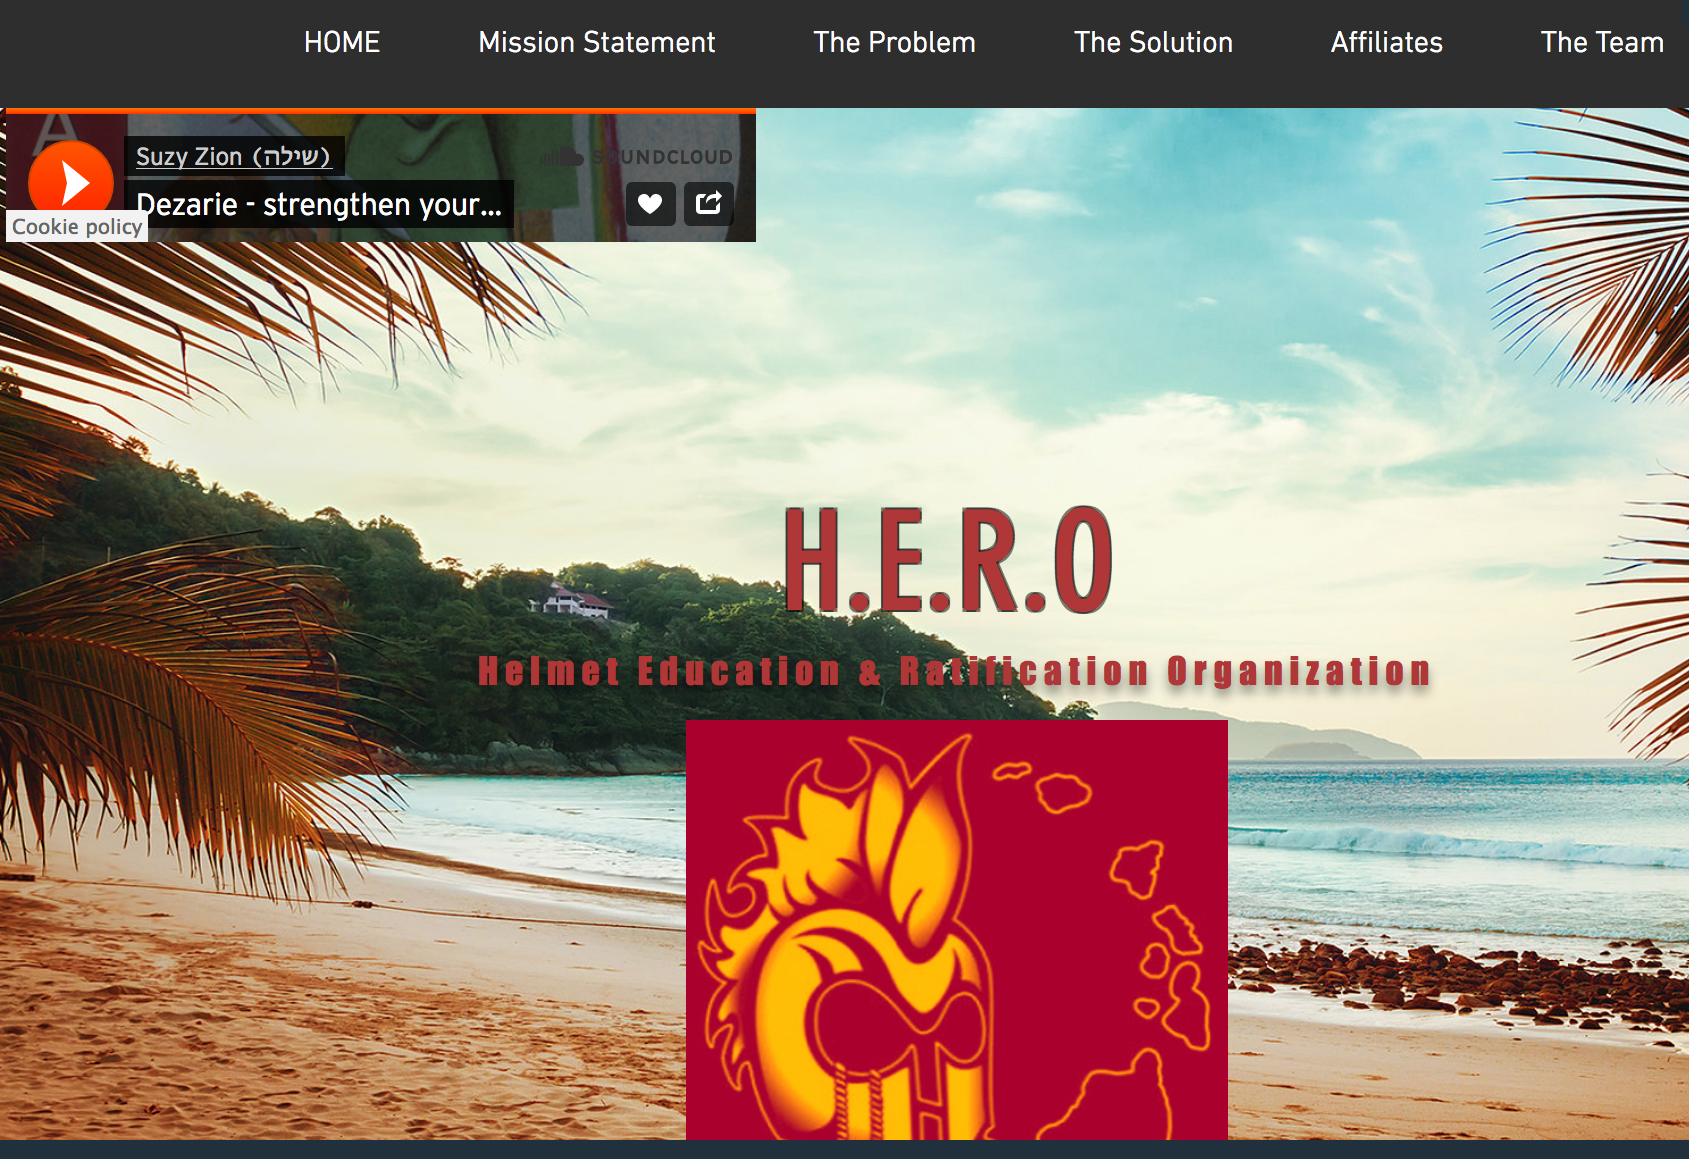 HOME Mission Statement The Problem The Solution Affiliates The Team
A
Suzy Zion (שילה)
SOUNDCLOUD
Dezarie - strengthen your...
Cookie policy
H.E.R.O
Helmet Education & Ratification Organization